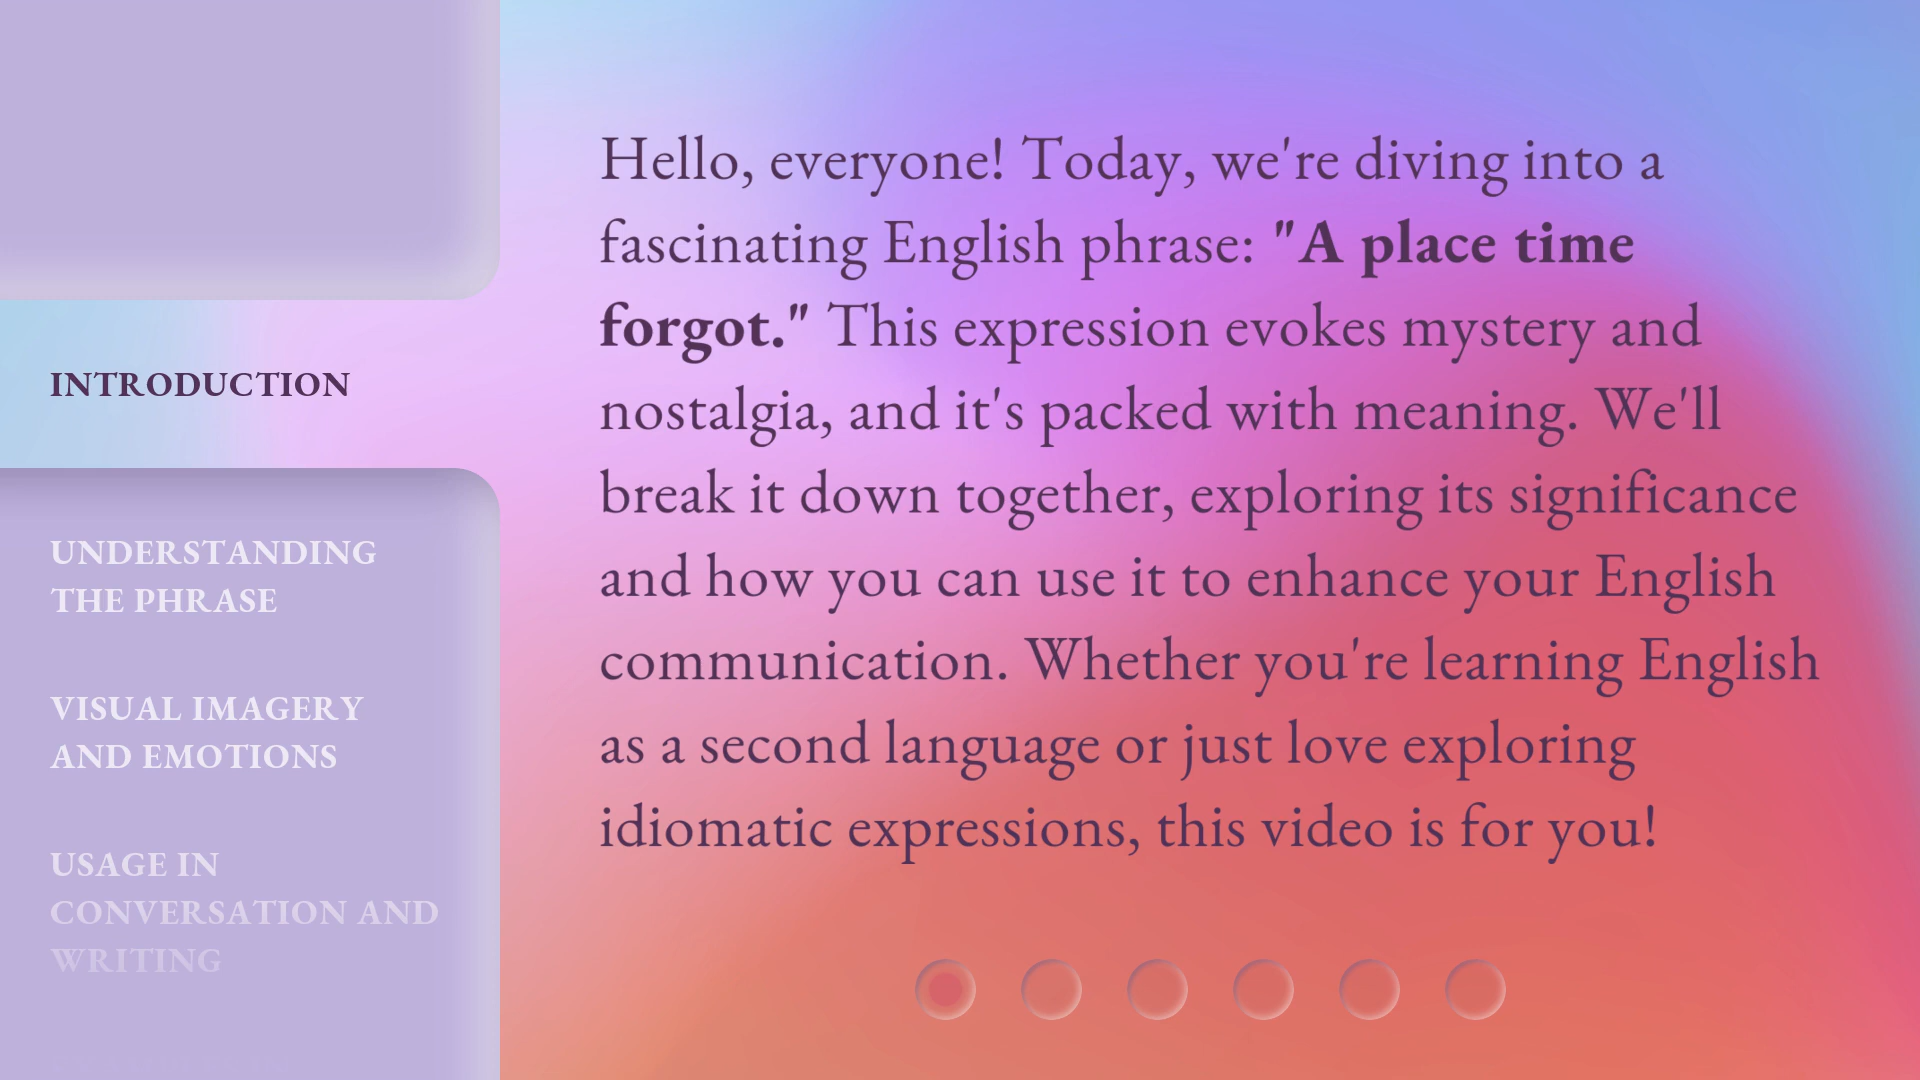 INTRODUCTION
UNDERSTANDING
THE PHRASE
VISUAL IMAGERY
AND EMOTIONS
USAGE IN
CONVERSATION AND
WRITING
Hello, everyone! Today, we're diving into a
fascinating English phrase: "A place time
forgot." This expression evokes mystery and
nostalgia, and it's packed with meaning. We'll
break it down together, exploring its significance
and how you can use it to enhance your English
communication. Whether you're learning English
as a second language or just love exploring
idiomatic expressions, this video is for you!